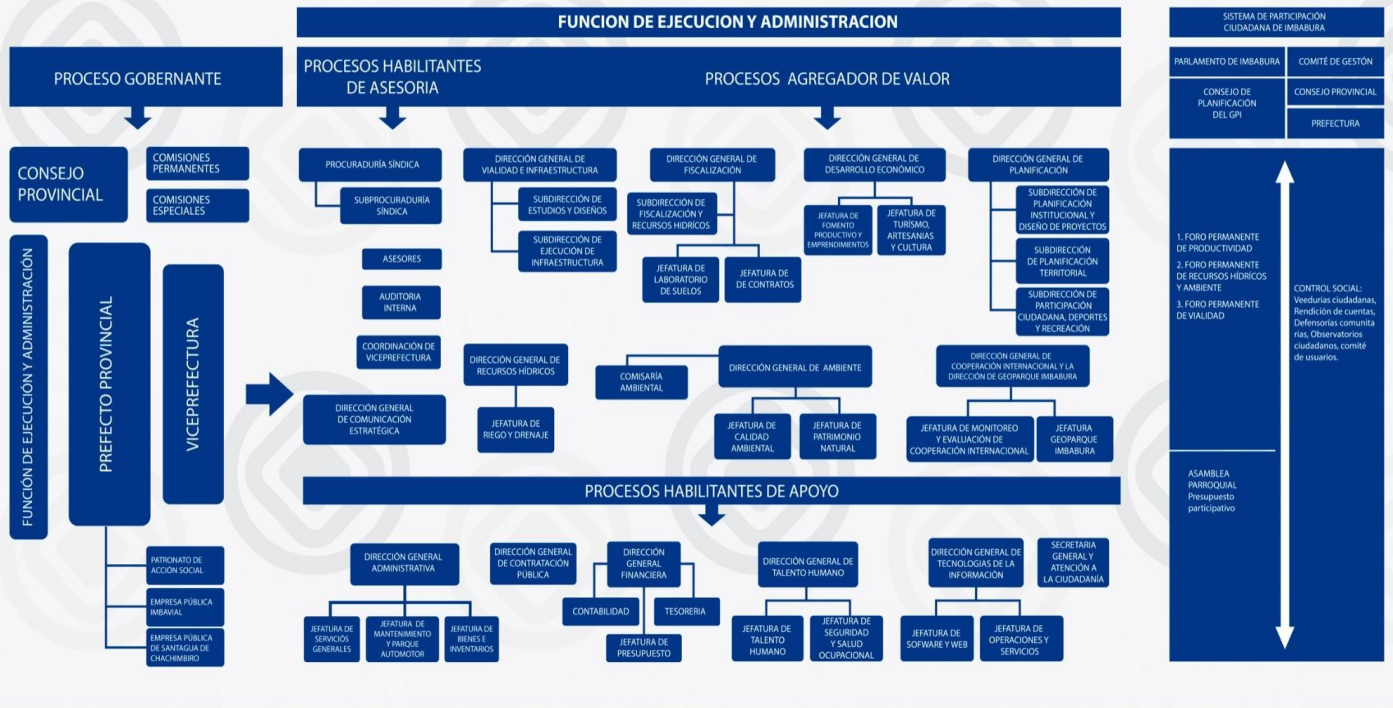 FUNCION DE EJECUCION Y ADMINISTRACION
SISTEMA DE PARTICIPACIÓN
CIUDADANA DE IMBABURA
PROCESO GOBERNANTE
PROCESOS HABILITANTES
DE ASESORIA
PROCESOS AGREGADOR DE VALOR
PARLAMENTO DE IMBABURA
COMITÉ DE GESTIÓN
CONSEJO DE
PLANIFICACIÓN
DEL GPI
CONSEJO PROVINCIAL
PREFECTURA
CONSEJO
PROVINCIAL
COMISIONES
PERMANENTES
COMISIONES
ESPECIALES
FUNCIÓN DE EJECUCIÓN Y ADMINISTRACIÓN
PREFECTO PROVINCIAL
VICEPREFECTURA
PATRONATO DE
ACCIÓN SOCIAL
EMPRESA PÚBLICA
IMBAVIAL
EMPRESA PÚBLICA
DE SANTAGUA DE
CHACHIMBIRO
PROCURADURÍA SÍNDICA
SUBPROCURADURÍA
SÍNDICA
ASESORES
AUDITORIA
INTERNA
COORDINACIÓN DE
VICEPREFECTURA
DIRECCIÓN GENERAL
DE COMUNICACIÓN
ESTRATÉGICA
DIRECCIÓN GENERAL DE
VIALIDAD E INFRAESTRUCTURA
SUBDIRECCIÓN DE
ESTUDIOS Y DISEÑOS
SUBDIRECCIÓN DE
EJECUCIÓN DE
INFRAESTRUCTURA
DIRECCIÓN GENERAL DE
FISCALIZACIÓN
SUBDIRECCIÓN DE
FISCALIZACIÓN Y
RECURSOS HIDRÍCOS
JEFATURA DE
LABORATORIO
DE SUELOS
JEFATURA DE
DE CONTRATOS
DIRECCIÓN GENERAL DE
DESARROLLO ECONÓMICO
JEFATURA DE
FOMENTO
PRODUCTIVO Y
EMPRENDIMIENTOS
JEFATURA DE
TURÍSMO,
ARTESANIAS
Y CULTURA
DIRECCIÓN GENERAL DE
PLANIFICACIÓN
SUBDIRECCIÓN DE
PLANIFICACIÓN
INSTITUCIONAL Y
DISEÑO DE PROYECTOS
SUBDIRECCIÓN
DE PLANIFICACIÓN
TERRITORIAL
SUBDIRECCIÓN DE
PARTICIPACIÓN
CIUDADANA, DEPORTES
Y RECREACIÓN
DIRECCIÓN GENERAL DE
RECURSOS HÍDRICOS
JEFATURA DE
RIEGO Y DRENAJE
COMISARÍA
AMBIENTAL
DIRECCIÓN GENERAL DE AMBIENTE
JEFATURA DE
CALIDAD
AMBIENTAL
JEFATURA DE
PATRIMONIO
NATURAL
DIRECCIÓN GENERAL DE
COOPERACIÓN INTERNACIONAL Y LA
DIRECCIÓN DE GEOPARQUE IMBABURA
JEFATURA DE MONITOREO
Y EVALUACIÓN DE
COOPERACIÓN INTERNACIONAL
JEFATURA
GEOPARQUE
IMBABURA
PROCESOS HABILITANTES DE APOYO
DIRECCIÓN GENERAL
ADMINISTRATIVA
JEFATURA DE
SERVICIÓS
GENERALES
JEFATURA DE
MANTENIMIENTO
Y PARQUE
AUTOMOTOR
JEFATURA DE
BIENES E
INVENTARIOS
DIRECCIÓN GENERAL
DE CONTRATACIÓN
PÚBLICA
DIRECCIÓN
GENERAL
FINANCIERA
CONTABILIDAD
TESORERIA
JEFATURA DE
PRESUPUESTO
DIRECCIÓN GENERAL DE
TALENTO HUMANO
JEFATURA DE
TALENTO
HUMANO
JEFATURA DE
SEGURIDAD
Y SALUD
OCUPACIONAL
DIRECCIÓN GENERAL DE
TECNOLOGIAS DE LA
INFORMACIÓN
JEFATURA DE
SOFWARE Y WEB
JEFATURA DE
OPERACIONES Y
SERVICIOS
SECRETARIA
GENERAL Y
ATENCIÓN A
LA CIUDADANÍA
1. FORO PERMANENTE
DE PRODUCTIVIDAD
2. FORO PERMANENTE
DE RECURSOS HÍDRICOS
Y AMBIENTE
3. FORO PERMANENTE
DE VIALIDAD
ASAMBLEA
PARROQUIAL
Presupuesto
participativo
CONTROL SOCIAL:
Veedurías ciudadanas,
Rendición de cuentas,
Defensorías comunita
rias, Observatorios
ciudadanos, comité
de usuarios.